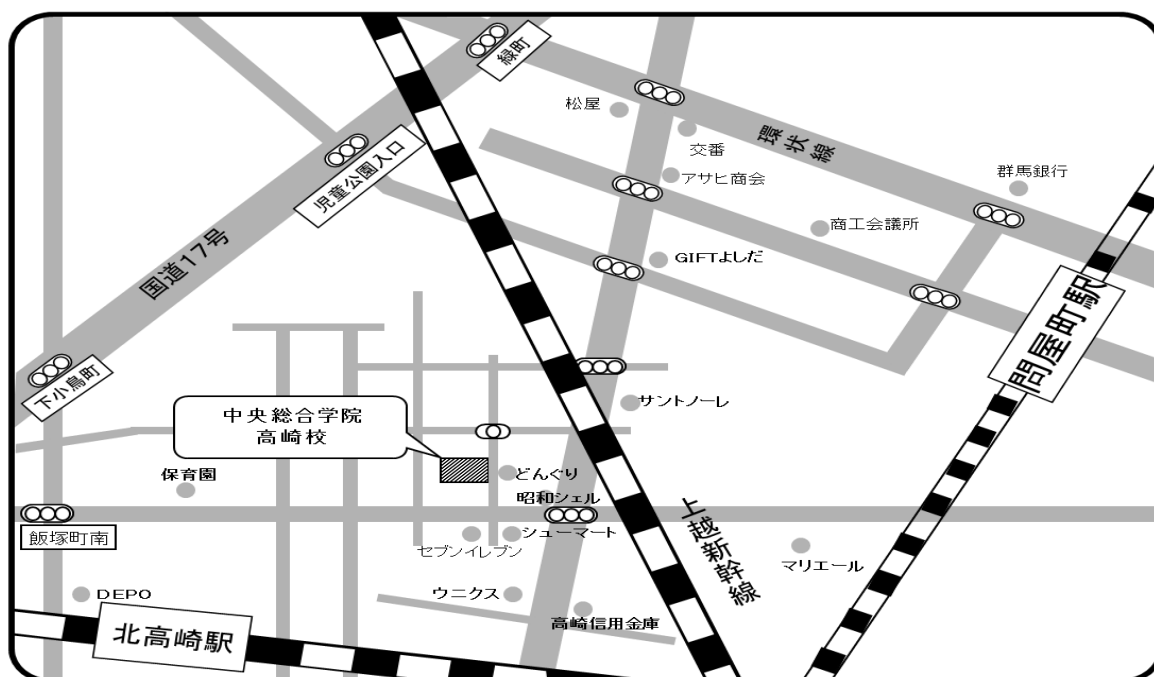 緑町
松屋
交番
環状線
児童公園入口
アサヒ商会
群馬銀行
商工会議所
国道17号
GIFTよしだ
問屋町駅
下小鳥町
サントノーレ
中央総合学院
高崎校
保育園
どんぐり
昭和シェル
飯塚町南
セブンイレブン
シューマート
上越新幹線
マリエール
DEPO
ウニクス
高崎信用金庫
北高崎駅